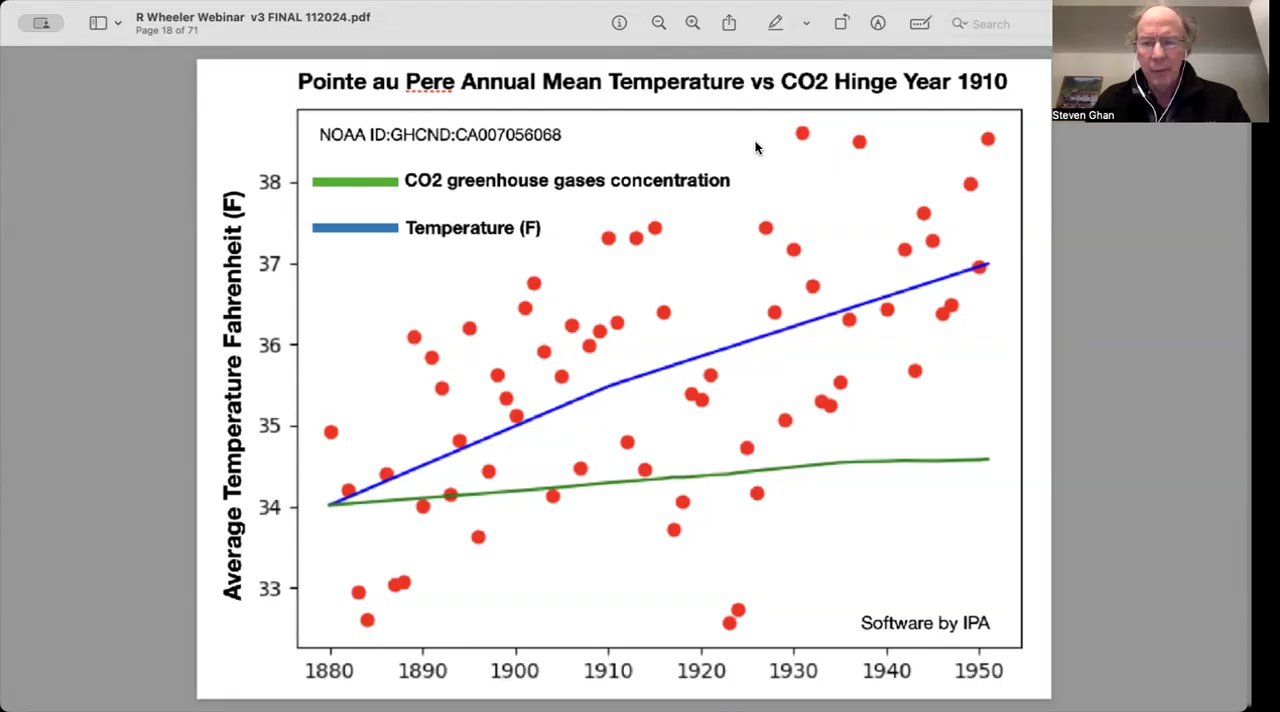 R Wheeler Webinar v3 FINAL 112024.pdf
Page 18 of 71
Search
Steven Ghan
Pointe au Pere Annual Mean Temperature vs CO2 Hinge Year 1910
NOAA ID:GHCND:CA007056068
CO2 greenhouse gases concentration
Temperature (F)
Average Temperature Fahrenheit (F)
38
37
36
35
34
33
Software by IPA
1880 1890 1900 1910 1920 1930 1940 1950